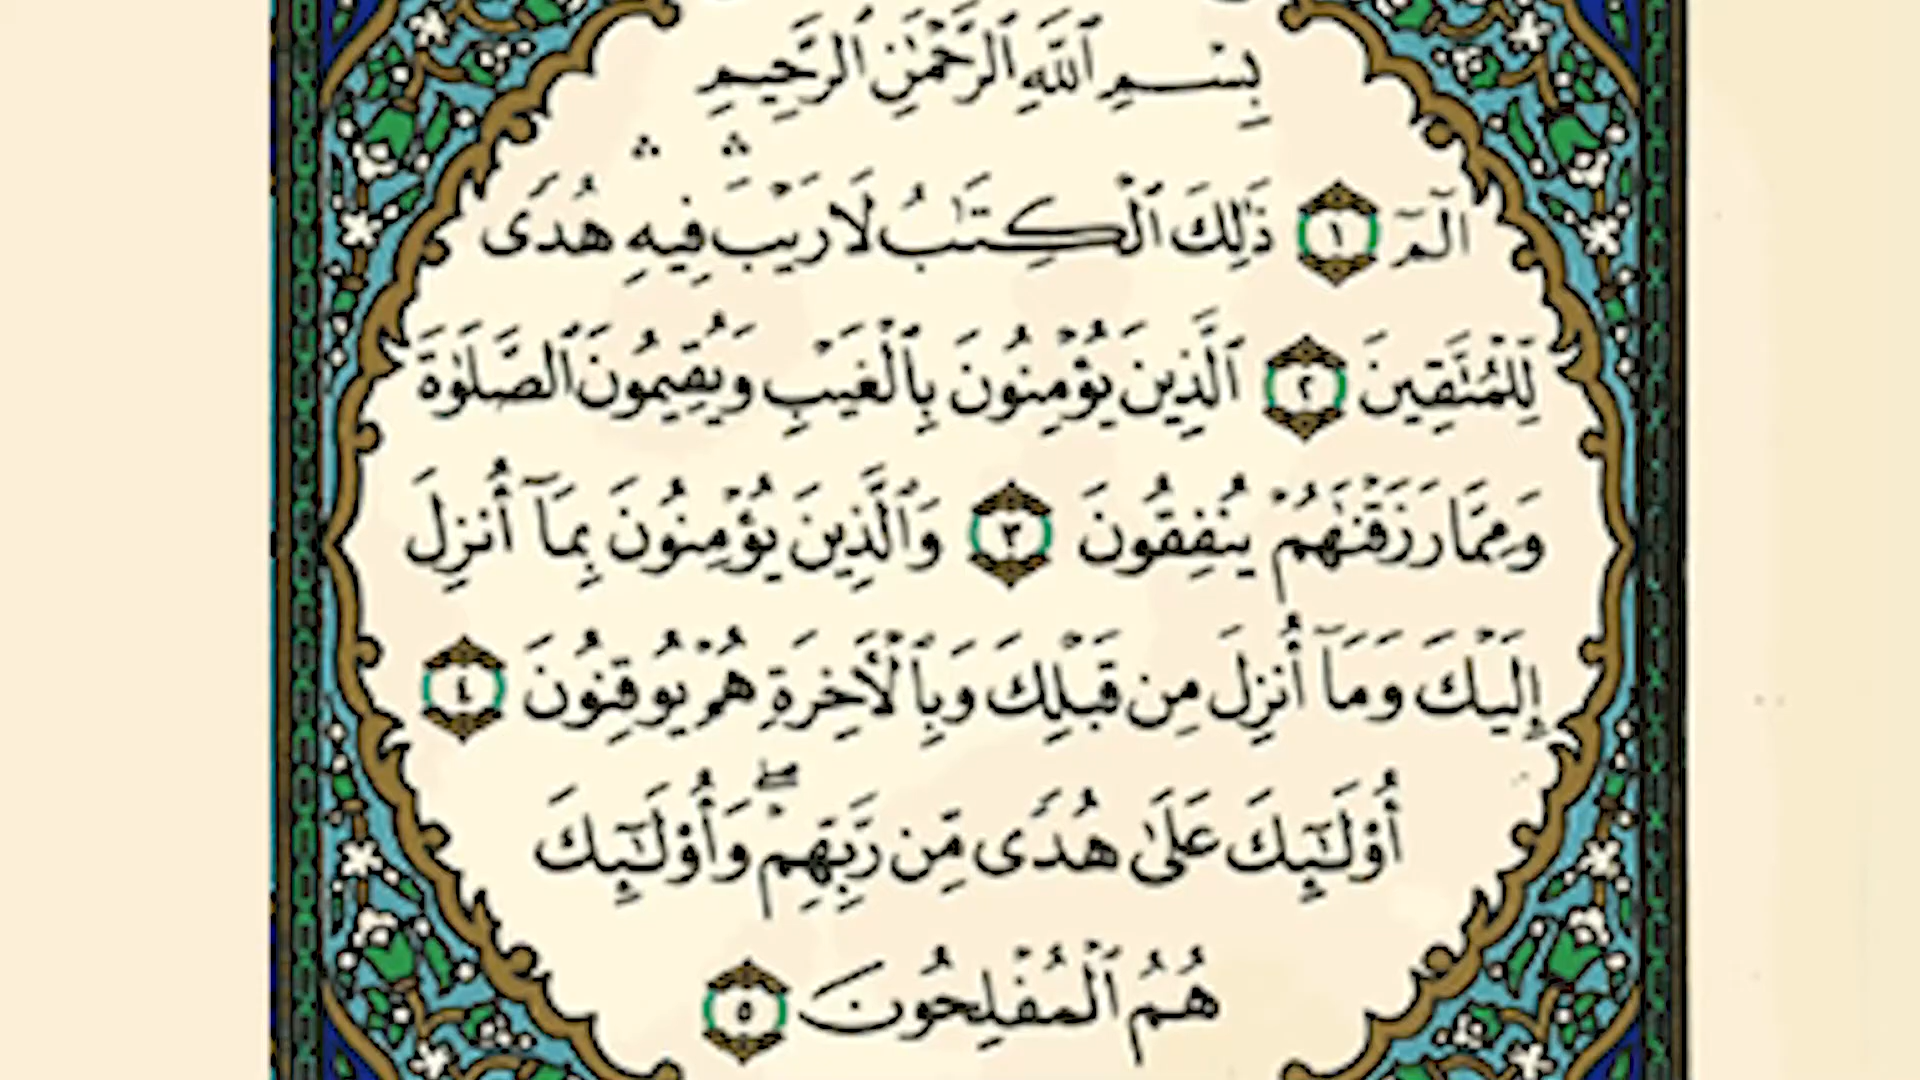 بِسْمِ ٱللَّهِ ٱلرَّحْمَٰنِ ٱلرَّحِيمِ
الٓمٓ ١ ذَٰلِكَ ٱلْكِتَٰبُ لَا رَيْبَ ۛ فِيهِ ۛ هُدًى
لِّلْمُتَّقِينَ ٢ ٱلَّذِينَ يُؤْمِنُونَ بِٱلْغَيْبِ وَيُقِيمُونَ ٱلصَّلَوٰةَ
وَمِمَّا رَزَقْنَٰهُمْ يُنفِقُونَ ٣ وَٱلَّذِينَ يُؤْمِنُونَ بِمَآ أُنزِلَ
إِلَيْكَ وَمَآ أُنزِلَ مِن قَبْلِكَ وَبِٱلْأَخِرَةِ هُمْ يُوقِنُونَ ٤
أُو۟لَٰٓئِكَ عَلَىٰ هُدًى مِّن رَّبِّهِمْ ۖ وَأُو۟لَٰٓئِكَ
هُمُ ٱلْمُفْلِحُونَ ٥